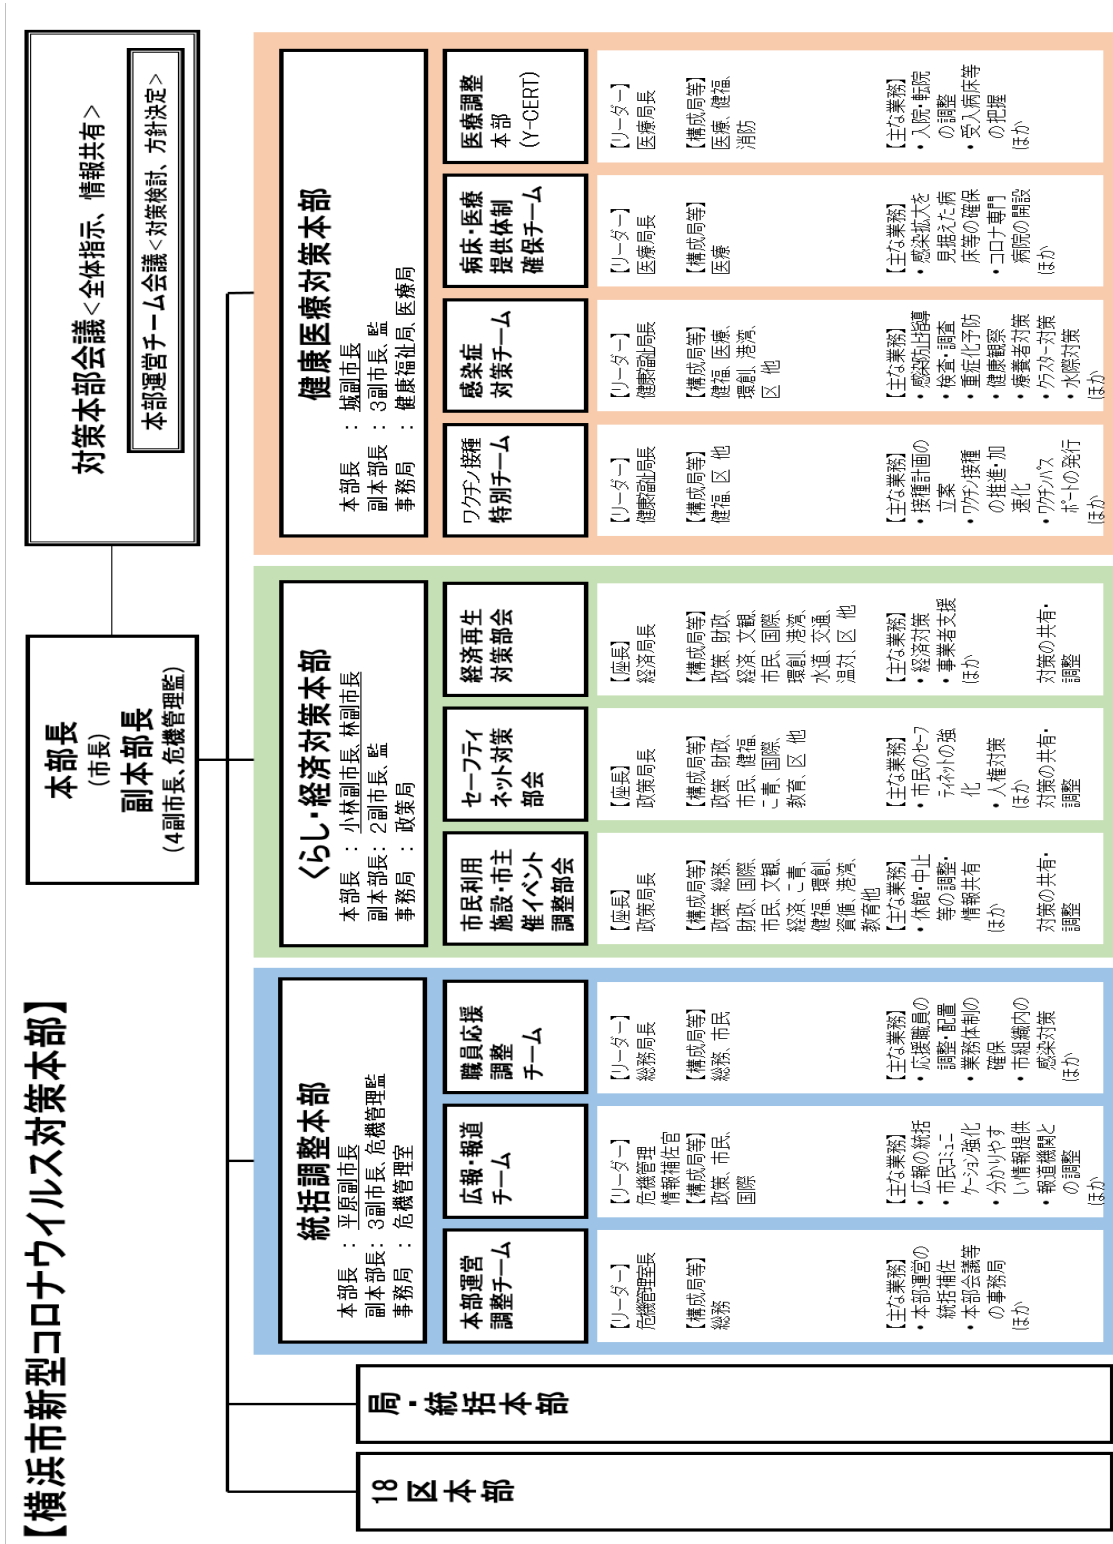 【横浜市新型コロナウイルス対策本部】
本部長
(市長)
副本部長
(4副市長、危機管理監)
対策本部会議<全体指示、情報共有>
本部運営チーム会議<対策検討、方針決定>
18区本部
局・統括本部
統括調整本部
本部長 : 平原副市長
副本部長: 3副市長、危機管理監
事務局 : 危機管理室
本部運営
調整チーム
【リーダー】
危機管理室長
【構成局等】
総務
【主な業務】
・本部運営の
統括補佐
・本部会議等
の事務局
ほか
広報・報道
チーム
【リーダー】
危機管理
情報補佐官
【構成局等】
政策、市民、
国際
【主な業務】
・広報の統括
・市民コミュニ
ケーション強化
・分かりやす
い情報提供
・報道機関と
の調整
ほか
職員応援
調整
チーム
【リーダー】
総務局長
【構成局等】
総務、市民
【主な業務】
・応援職員の
調整・配置
・業務体制の
確保
・市組織内の
感染対策
ほか
くらし・経済対策本部
本部長 : 小林副市長、林副市長
副本部長: 2副市長、監
事務局 : 政策局
市民利用
施設・市主
催イベント
調整部会
【座長】
政策局長
【構成局等】
政策、総務、
財政、国際、
市民、文観、
経済、こ青、
健福、環創、
資循、港湾、
教育他
【主な業務】
・休館・中止
等の調整・
情報共有
ほか
対策の共有・
調整
セーフティ
ネット対策
部会
【座長】
政策局長
【構成局等】
政策、財政、
市民、健福、
こ青、国際、
教育、区 他
【主な業務】
・市民のセーフ
ティネットの強
化
・人権対策
ほか
対策の共有・
調整
経済再生
対策部会
【座長】
経済局長
【構成局等】
政策、財政、
経済、文観、
市民、国際、
環創、港湾、
水道、交通、
温対、区 他
【主な業務】
・経済対策
・事業者支援
ほか
対策の共有・
調整
健康医療対策本部
本部長 : 城副市長
副本部長 : 3副市長、監
事務局 : 健康福祉局、医療局
ワクチン接種
特別チーム
【リーダー】
健康福祉局長
【構成局等】
健福、区 他
【主な業務】
・接種計画の
立案
・ワクチン接種
の推進・加
速化
・ワクチンパス
ポートの発行
ほか
感染症
対策チーム
【リーダー】
健康福祉局長
【構成局等】
健福、医療、
環創、港湾、
区 他
【主な業務】
・感染防止指導
・検査・調査
・重症化予防
・健康観察
・療養者対策
・クラスター対策
・水際対策
ほか
病床・医療
提供体制
確保チーム
【リーダー】
医療局長
【構成局等】
医療
【主な業務】
・感染拡大を
見据えた病
床等の確保
・コロナ専門
病院の開設
ほか
医療調整
本部
(Y-CERT)
【リーダー】
医療局長
【構成局等】
医療、健福、
消防
【主な業務】
・入院・転院
の調整
・受入病床等
の把握
ほか